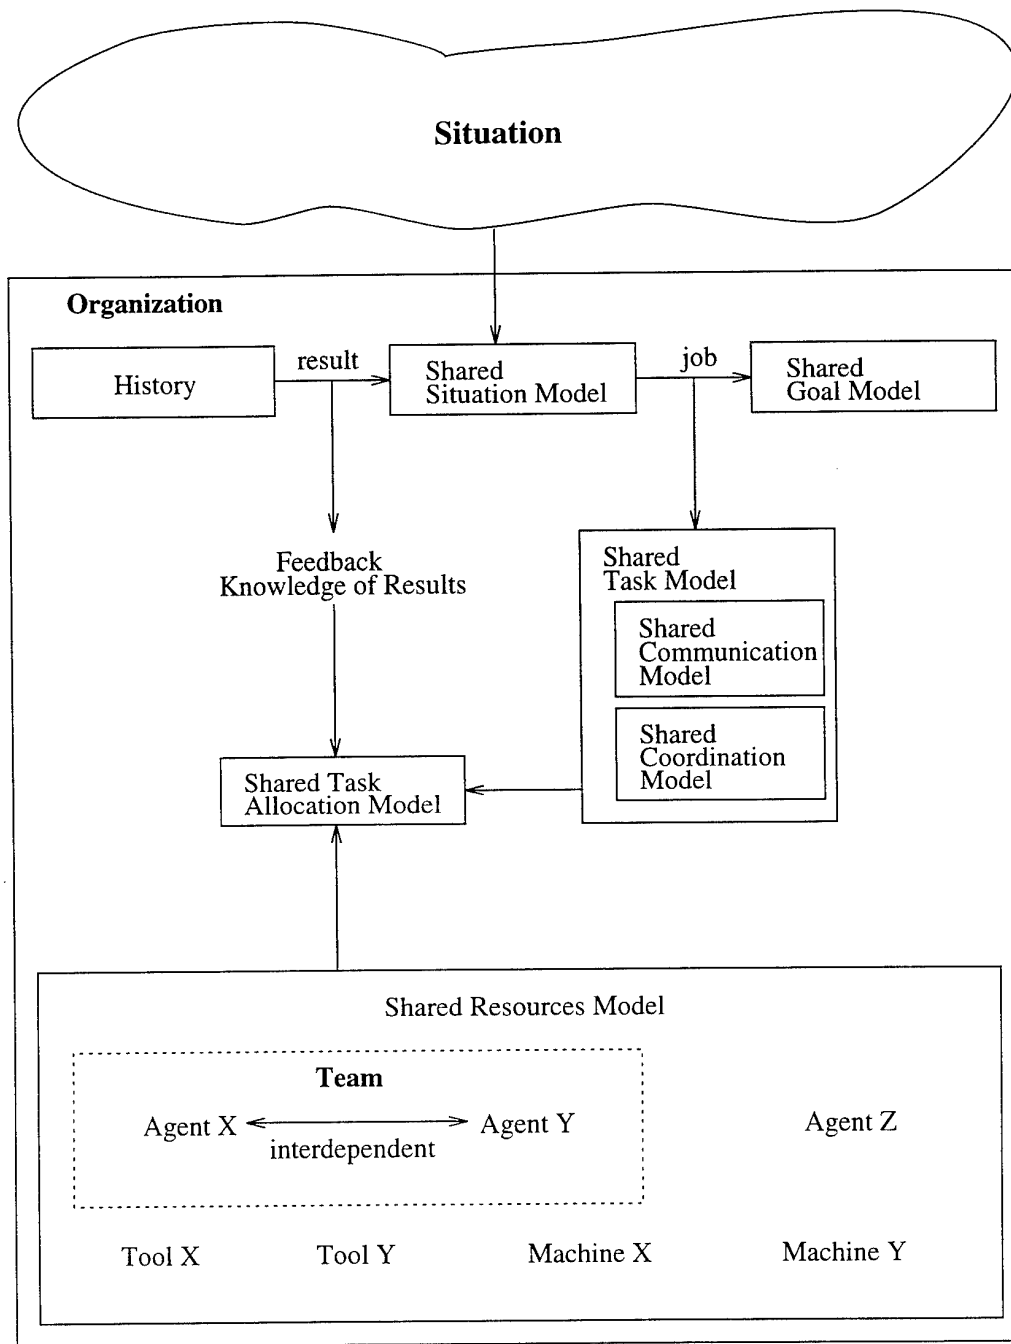 Situation
Organization
History
result
Shared
Situation Model
job
Shared
Goal Model
Feedback
Knowledge of Results
Shared
Task Model
Shared
Communication
Model
Shared
Coordination
Model
Shared Task
Allocation Model
Shared Resources Model
Team
Agent X
interdependent
Agent Y
Agent Z
Tool X
Tool Y
Machine X
Machine Y